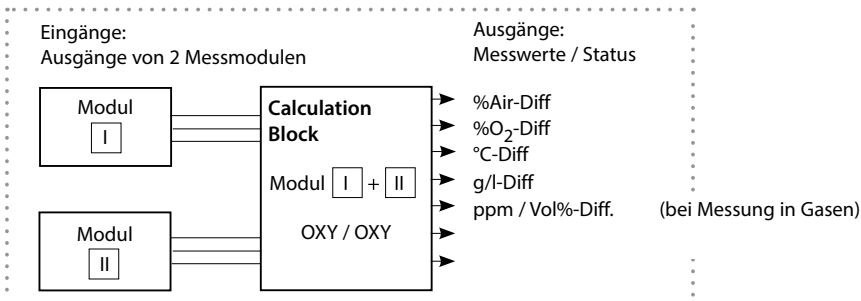 Eingänge:
Ausgänge von 2 Messmodulen
Ausgänge:
Messwerte / Status
Modul
I
Modul
II
Calculation
Block
Modul I + II
OXY / OXY
%Air-Diff
%O2-Diff
°C-Diff
g/l-Diff
ppm / Vol%-Diff. (bei Messung in Gasen)